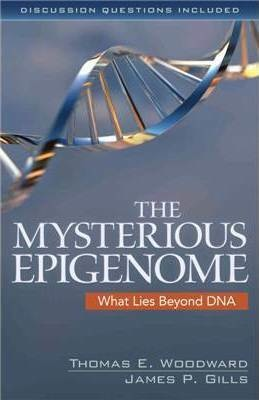 DISCUSSION QUESTIONS INCLUDED
THE
MYSTERIOUS
EPIGENOME
What Lies Beyond DNA
THOMAS E. WOODWARD
JAMES P. GILLS